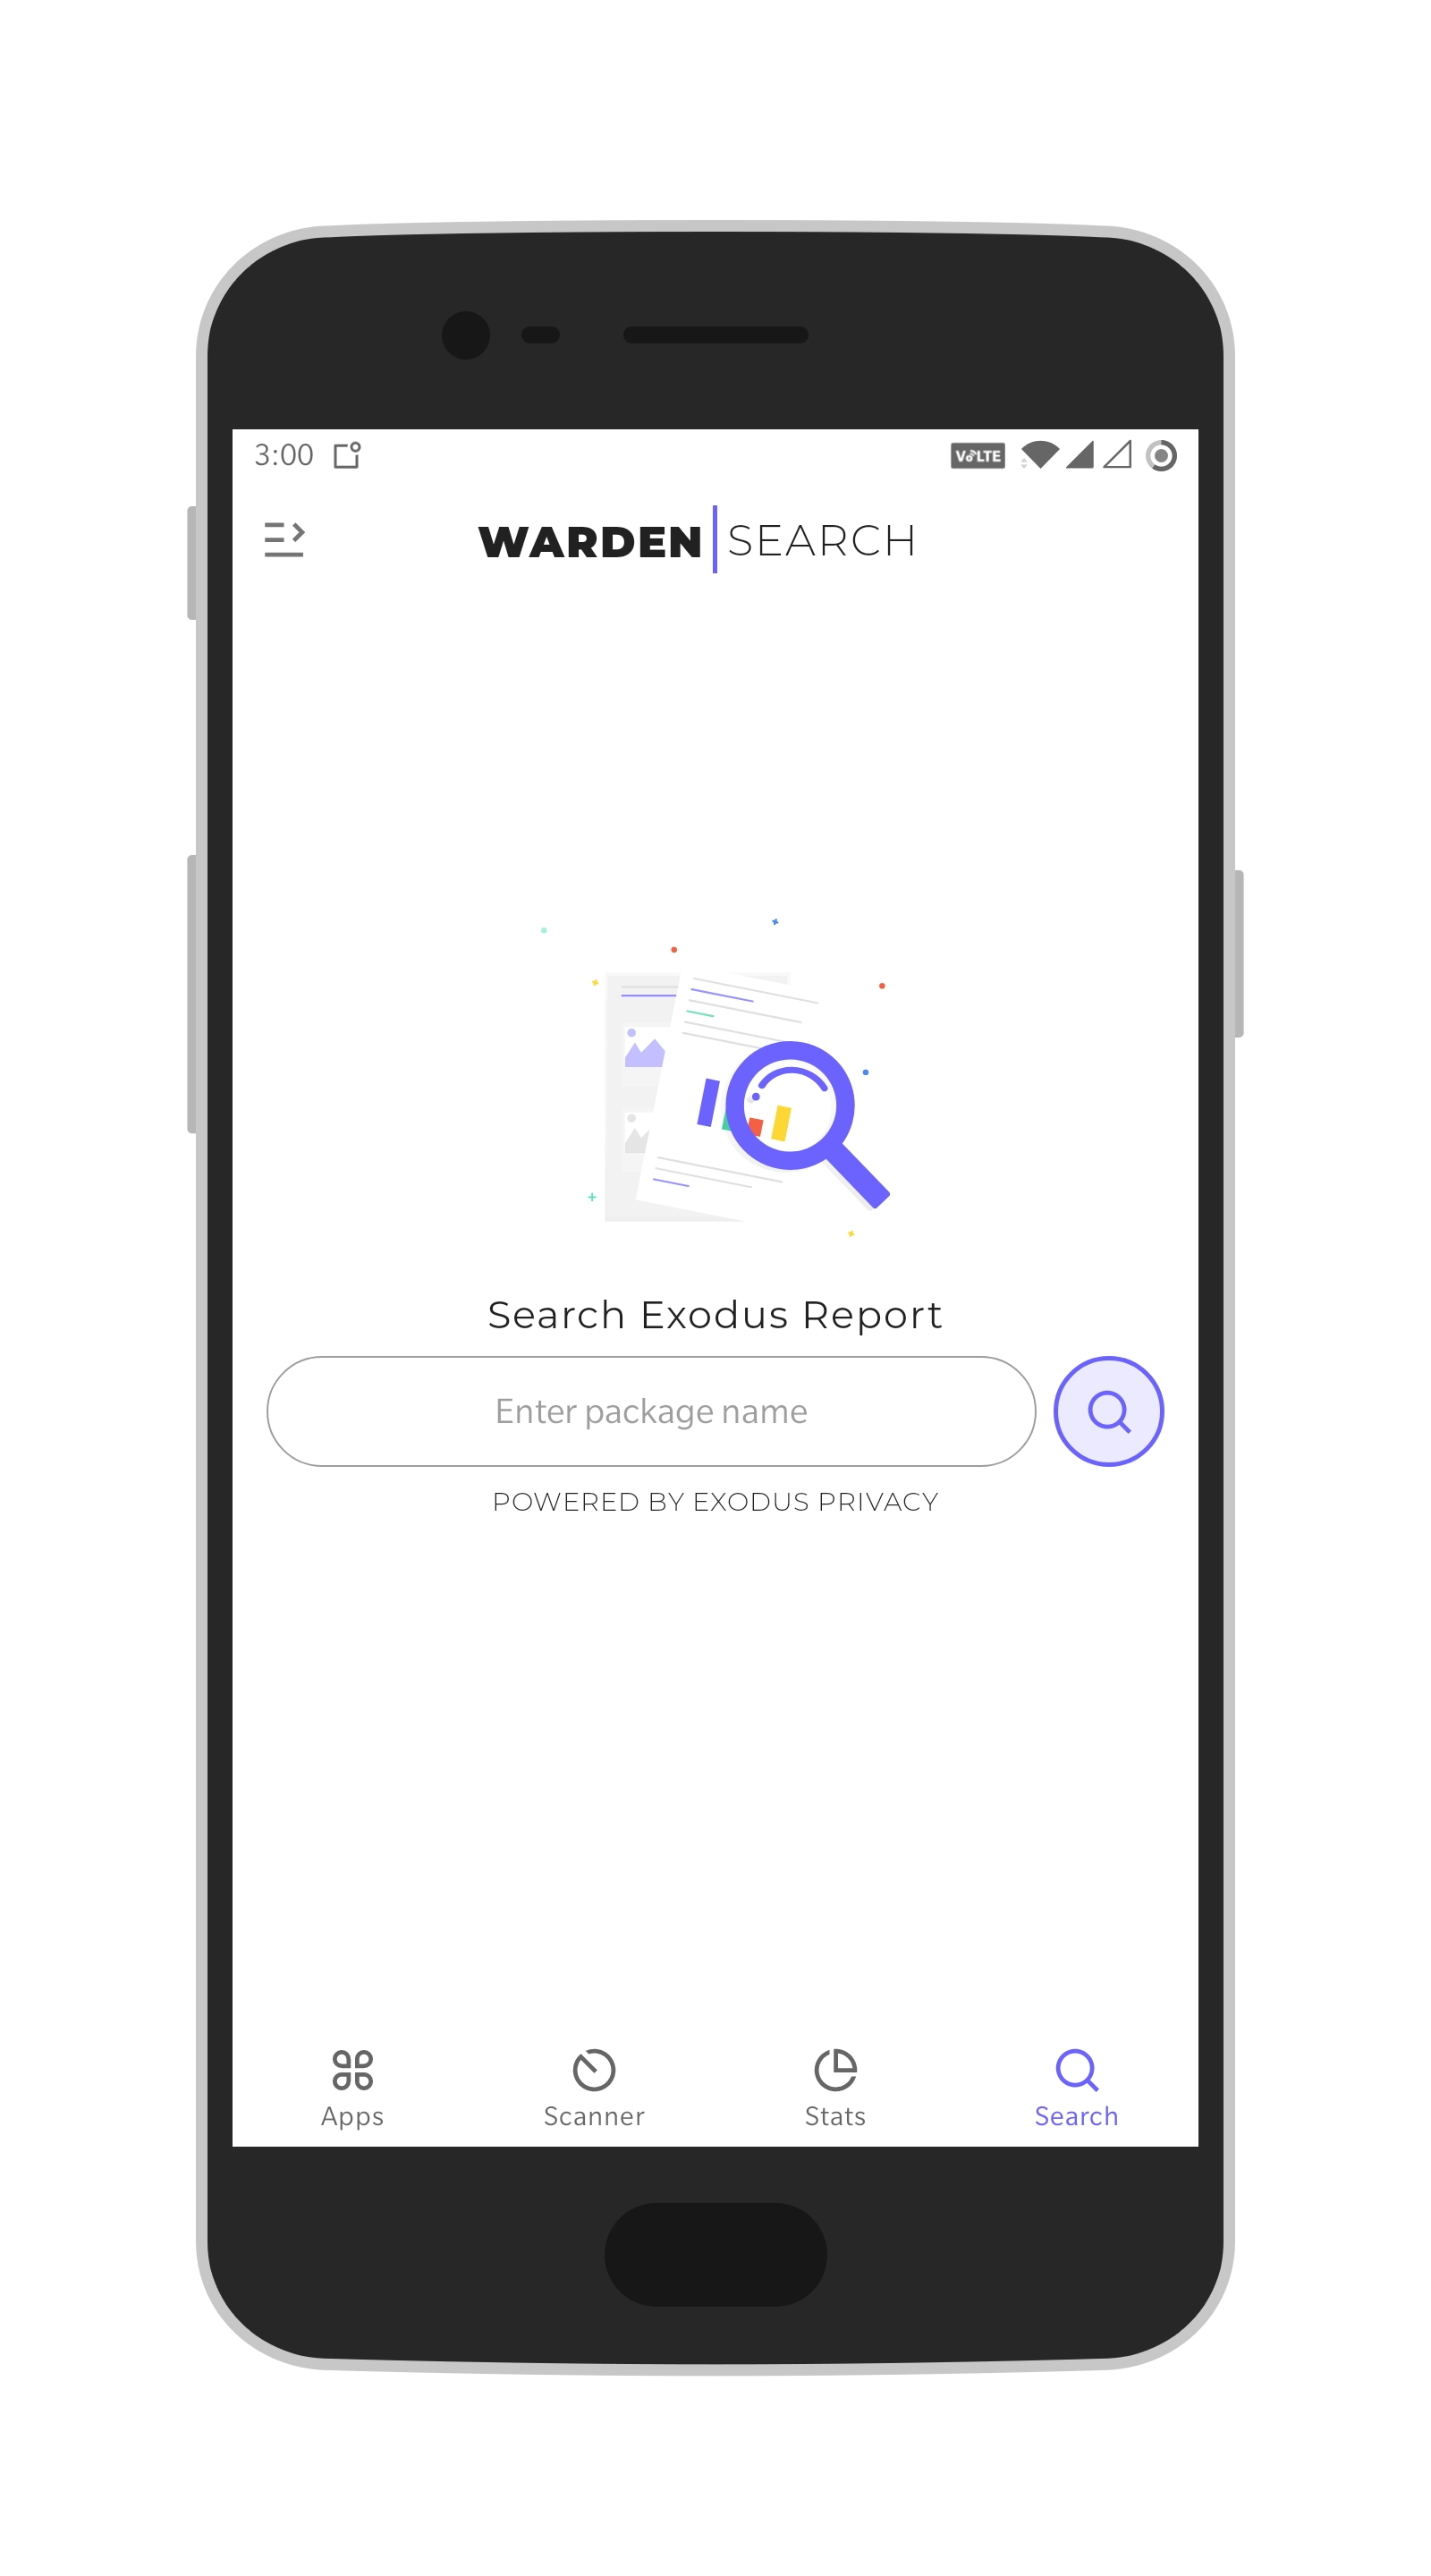 3:00 VoLTE
WARDEN SEARCH
Search Exodus Report
Enter package name
POWERED BY EXODUS PRIVACY
Apps Scanner Stats Search